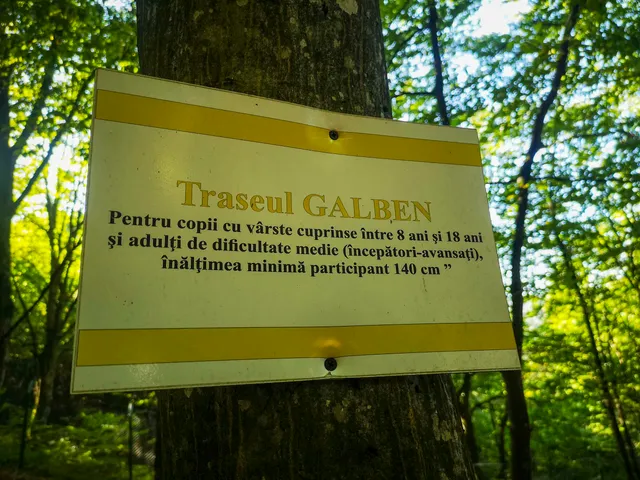 Traseul GALBEN
Pentru copii cu vârste cuprinse între 8 ani și 18 ani
și adulți de dificultate medie (începători-avansați),
înălțimea minimă participant 140 cm ”